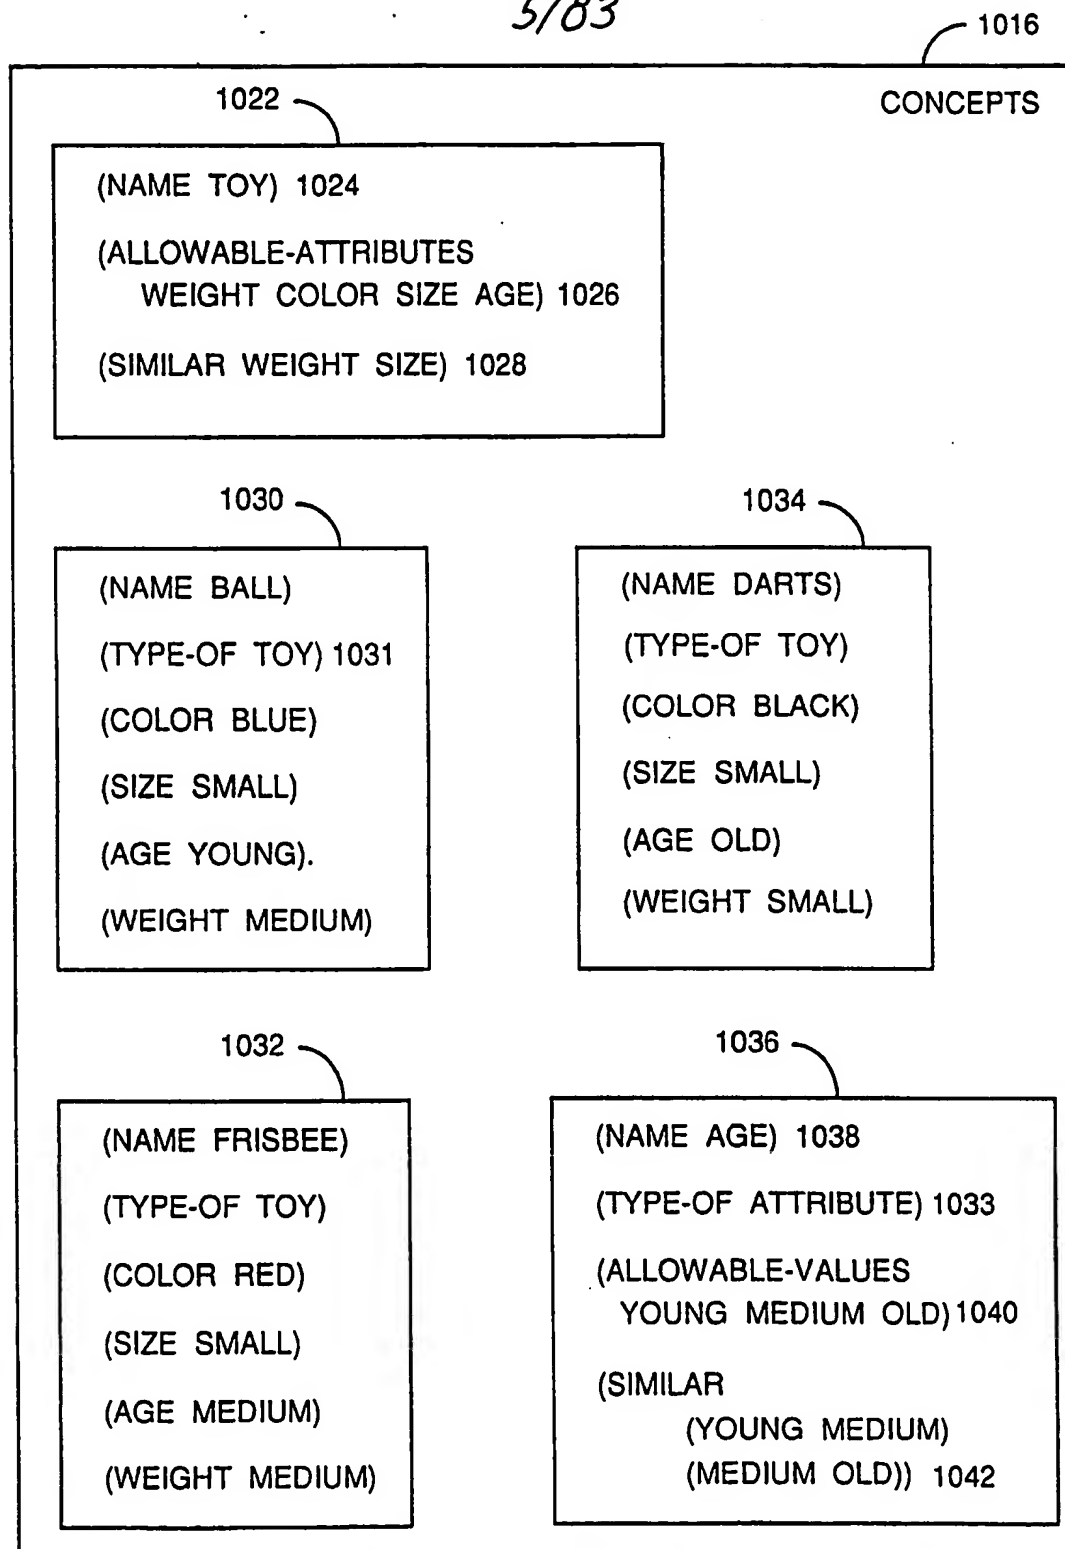 5/83
1016
CONCEPTS
1022
(NAME TOY) 1024
(ALLOWABLE-ATTRIBUTES
WEIGHT COLOR SIZE AGE) 1026
(SIMILAR WEIGHT SIZE) 1028
1030
(NAME BALL)
(TYPE-OF TOY) 1031
(COLOR BLUE)
(SIZE SMALL)
(AGE YOUNG).
(WEIGHT MEDIUM)
1034
(NAME DARTS)
(TYPE-OF TOY)
(COLOR BLACK)
(SIZE SMALL)
(AGE OLD)
(WEIGHT SMALL)
1032
(NAME FRISBEE)
(TYPE-OF TOY)
(COLOR RED)
(SIZE SMALL)
(AGE MEDIUM)
(WEIGHT MEDIUM)
1036
(NAME AGE) 1038
(TYPE-OF ATTRIBUTE) 1033
(ALLOWABLE-VALUES
YOUNG MEDIUM OLD) 1040
(SIMILAR
(YOUNG MEDIUM)
(MEDIUM OLD)) 1042